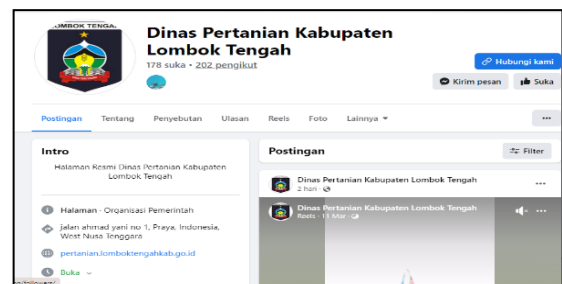 LOMBOK TENGA
Dinas Pertanian Kabupaten
Lombok Tengah
178 suka • 202 pengikut
Hubungi kami
Kirim pesan
Suka
Postingan Tentang Penyebutan Ulasan Reels Foto Lainnya
Intro
Halaman Resmi Dinas Pertanian Kabupaten
Lombok Tengah
Halaman · Organisasi Pemerintah
jalan ahmad yani no 1, Praya, Indonesia,
West Nusa Tenggara
pertanian.lomboktengahkab.go.id
Buka
Postingan
Filter
Dinas Pertanian Kabupaten Lombok Tengah
2 hari ·
Dinas Pertanian Kabupaten Lombok Tengah
Reels · 11 Mar ·